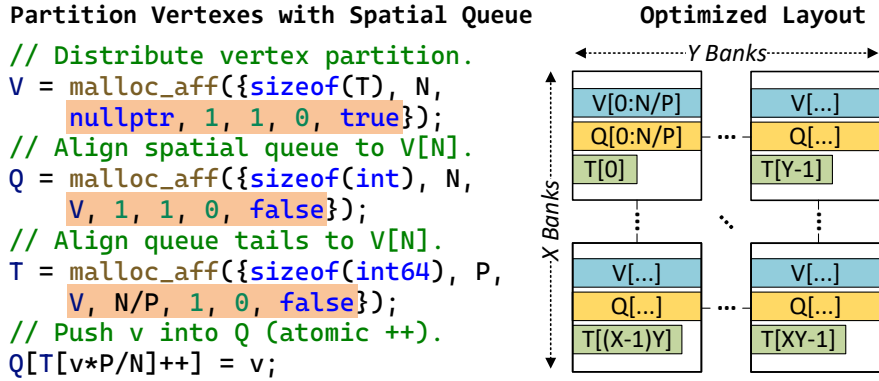 Partition Vertexes with Spatial Queue
// Distribute vertex partition.
V = malloc_aff({sizeof(T), N,
nullptr, 1, 1, 0, true});
// Align spatial queue to V[N].
Q = malloc_aff({sizeof(int), N,
V, 1, 1, 0, false});
// Align queue tails to V[N].
T = malloc_aff({sizeof(int64), P,
V, N/P, 1, 0, false});
// Push v into Q (atomic ++).
Q[T[v*P/N]++] = v;
Optimized Layout
Y Banks
X Banks
V[0:N/P]
V[...]
Q[0:N/P]
...
Q[...]
T[0]
T[Y-1]
...
...
...
V[...]
V[...]
Q[...]
...
Q[...]
T[(X-1)Y]
T[XY-1]